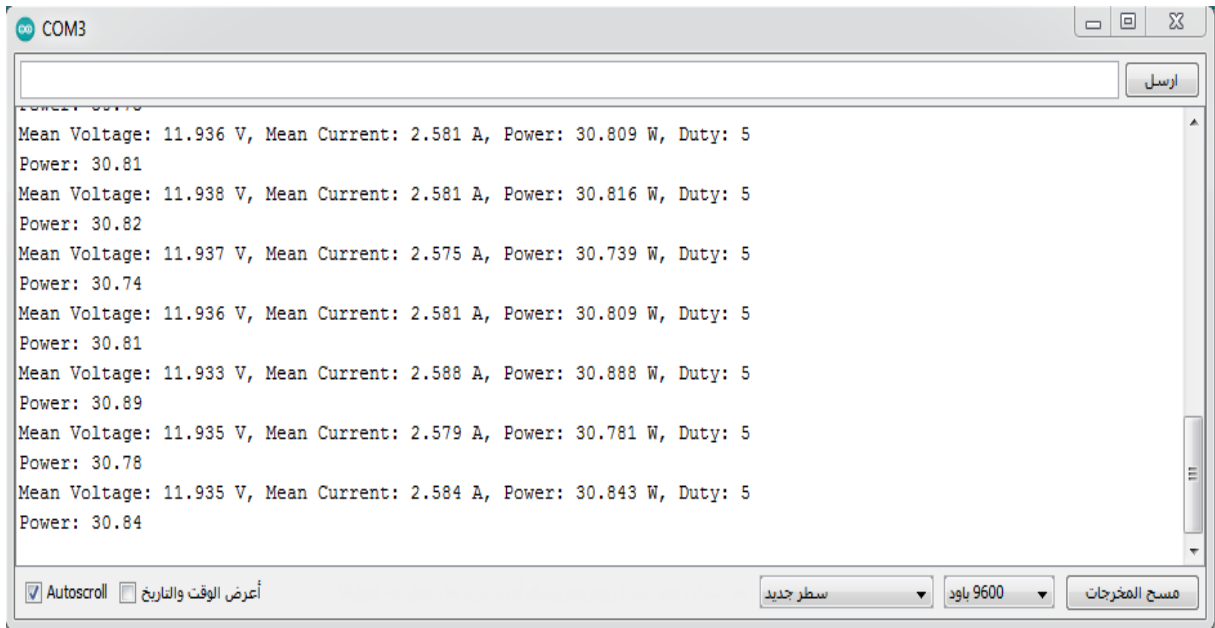 COM3
ارسل
Mean Voltage: 11.936 V, Mean Current: 2.581 A, Power: 30.809 W, Duty: 5
Power: 30.81
Mean Voltage: 11.938 V, Mean Current: 2.581 A, Power: 30.816 W, Duty: 5
Power: 30.82
Mean Voltage: 11.937 V, Mean Current: 2.575 A, Power: 30.739 W, Duty: 5
Power: 30.74
Mean Voltage: 11.936 V, Mean Current: 2.581 A, Power: 30.809 W, Duty: 5
Power: 30.81
Mean Voltage: 11.933 V, Mean Current: 2.588 A, Power: 30.888 W, Duty: 5
Power: 30.89
Mean Voltage: 11.935 V, Mean Current: 2.579 A, Power: 30.781 W, Duty: 5
Power: 30.78
Mean Voltage: 11.935 V, Mean Current: 2.584 A, Power: 30.843 W, Duty: 5
Power: 30.84
Autoscroll أعرض الوقت والتاريخ سطر جديد 9600 باود مسح المخرجات